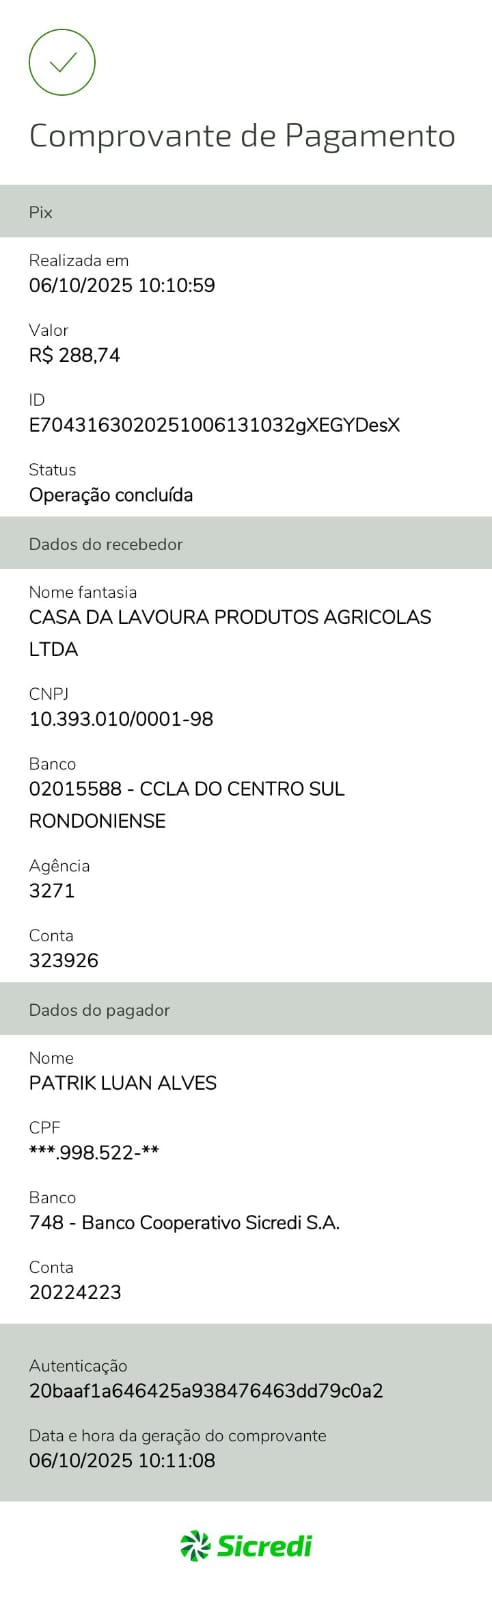 Comprovante de Pagamento
Pix
Realizada em
06/10/2025 10:10:59
Valor
R$ 288,74
ID
E7043163020251006131032gXEGYDesX
Status
Operação concluída
Dados do recebedor
Nome fantasia
CASA DA LAVOURA PRODUTOS AGRICOLAS
LTDA
CNPJ
10.393.010/0001-98
Banco
02015588 - CCLA DO CENTRO SUL
RONDONIENSE
Agência
3271
Conta
323926
Dados do pagador
Nome
PATRIK LUAN ALVES
CPF
***.998.522-**
Banco
748 - Banco Cooperativo Sicredi S.A.
Conta
20224223
Autenticação
20baaf1a646425a938476463dd79c0a2
Data e hora da geração do comprovante
06/10/2025 10:11:08
Sicredi